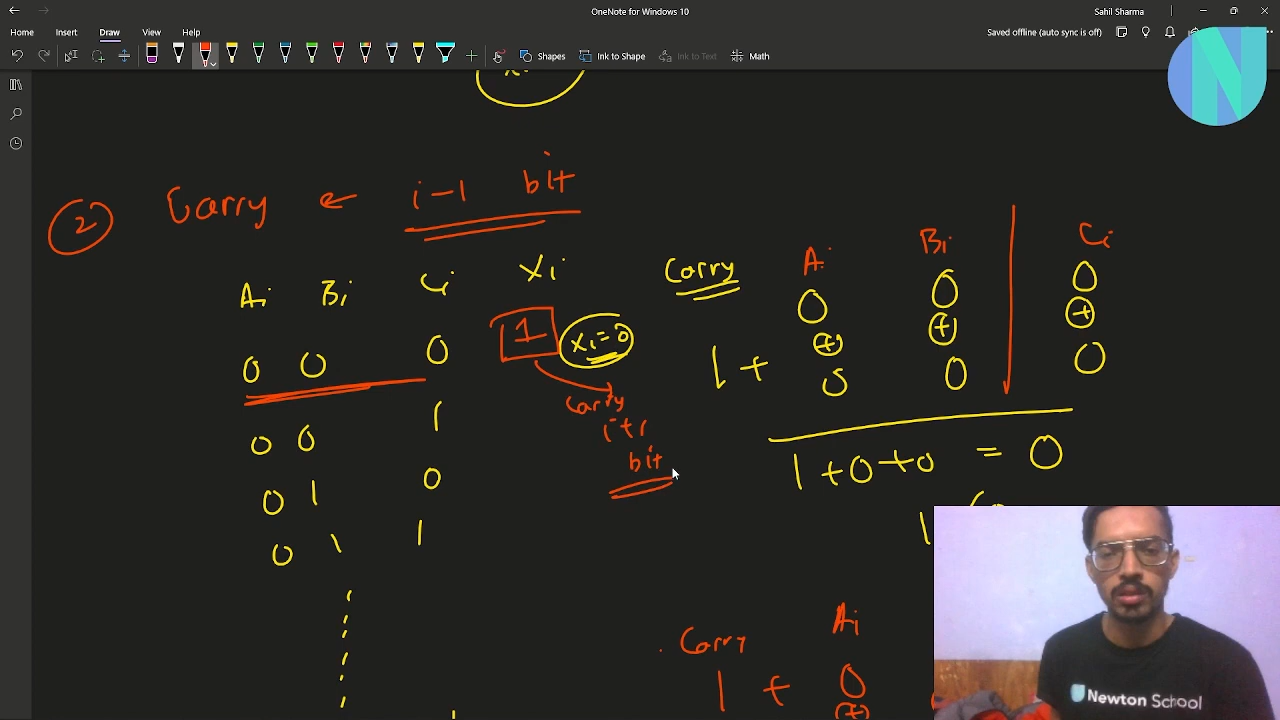 OneNote for Windows 10
Sahil Sharma
Home Insert Draw View Help
Saved offline (auto sync is off)
Shapes
Ink to Shape
Ink to Text
Math
2 Carry ← i-1 bit
Ai Bi Ci Xi
0 0 0 1 xi=0
carry
i+1
bit
0 0 1
0 1 0
0 1 1
Carry Ai Bi Ci
0 0 0
+ + +
1 + 0 0 0
1+0+0 = 0
1
Carry Ai
1 + 0
+
Newton School